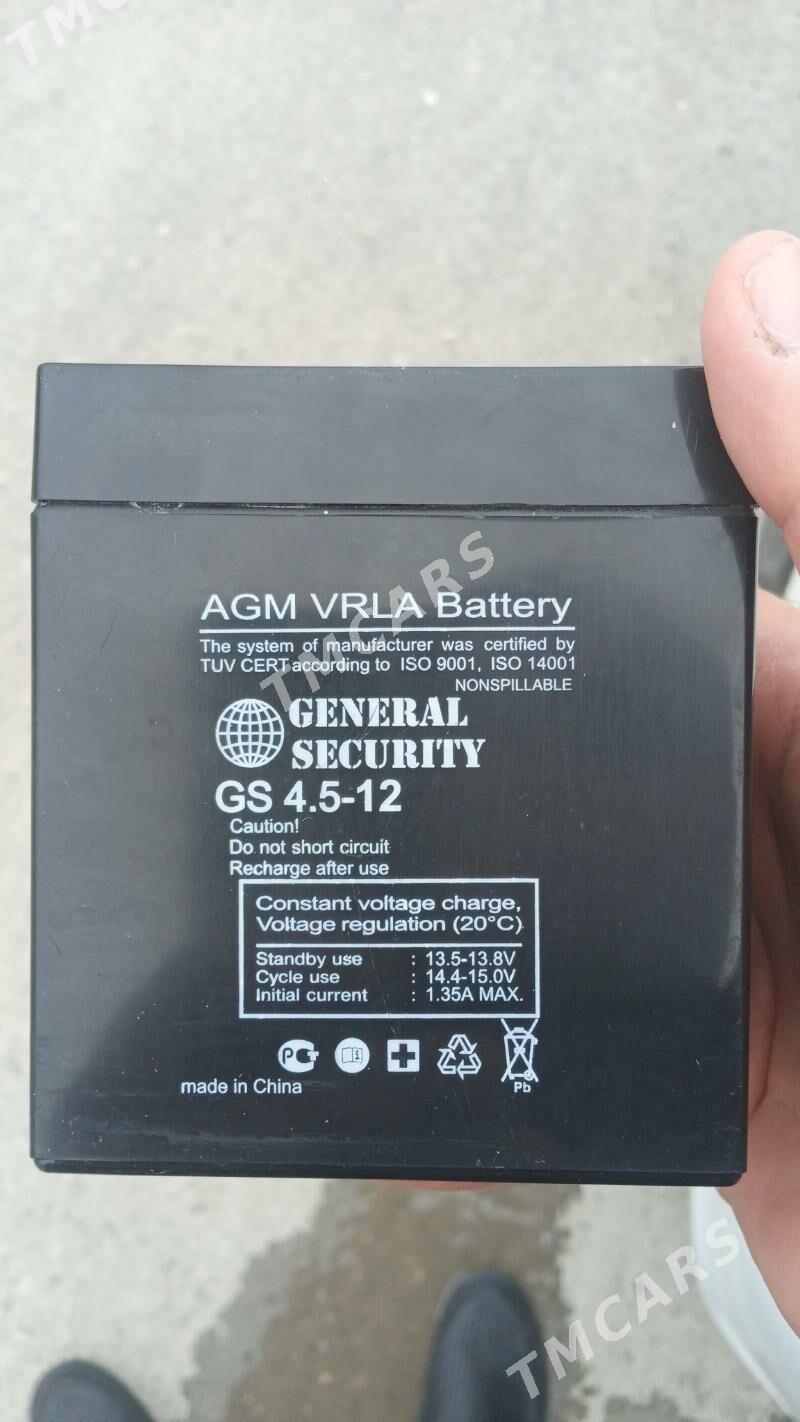 TMCARS
AGM VRLA Battery
The system of manufacturer was certified by
TUV CERT according to ISO 9001, ISO 14001
NONSPILLABLE
TMCARS
GENERAL
SECURITY
GS 4.5-12
Caution!
Do not short circuit
Recharge after use
Constant voltage charge,
Voltage regulation (20°C)
Standby use : 13.5-13.8V
Cycle use : 14.4-15.0V
Initial current : 1.35A MAX.
РСТ
Pb
made in China
TMCARS